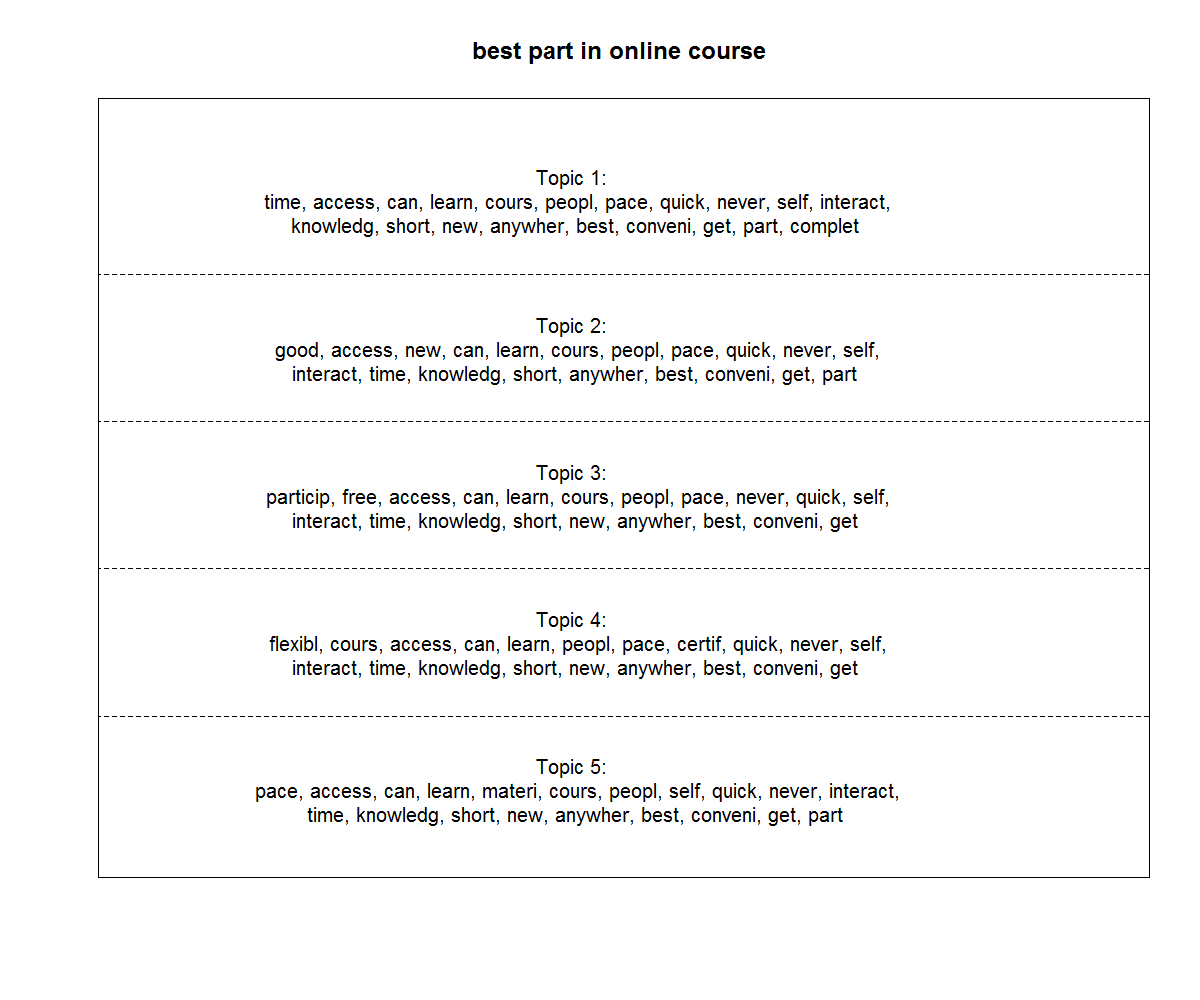 best part in online course
Topic 1:
time, access, can, learn, cours, peopl, pace, quick, never, self, interact,
knowledg, short, new, anywher, best, conveni, get, part, complet
Topic 2:
good, access, new, can, learn, cours, peopl, pace, quick, never, self,
interact, time, knowledg, short, anywher, best, conveni, get, part
Topic 3:
particip, free, access, can, learn, cours, peopl, pace, never, quick, self,
interact, time, knowledg, short, new, anywher, best, conveni, get
Topic 4:
flexibl, cours, access, can, learn, peopl, pace, certif, quick, never, self,
interact, time, knowledg, short, new, anywher, best, conveni, get
Topic 5:
pace, access, can, learn, materi, cours, peopl, self, quick, never, interact,
time, knowledg, short, new, anywher, best, conveni, get, part